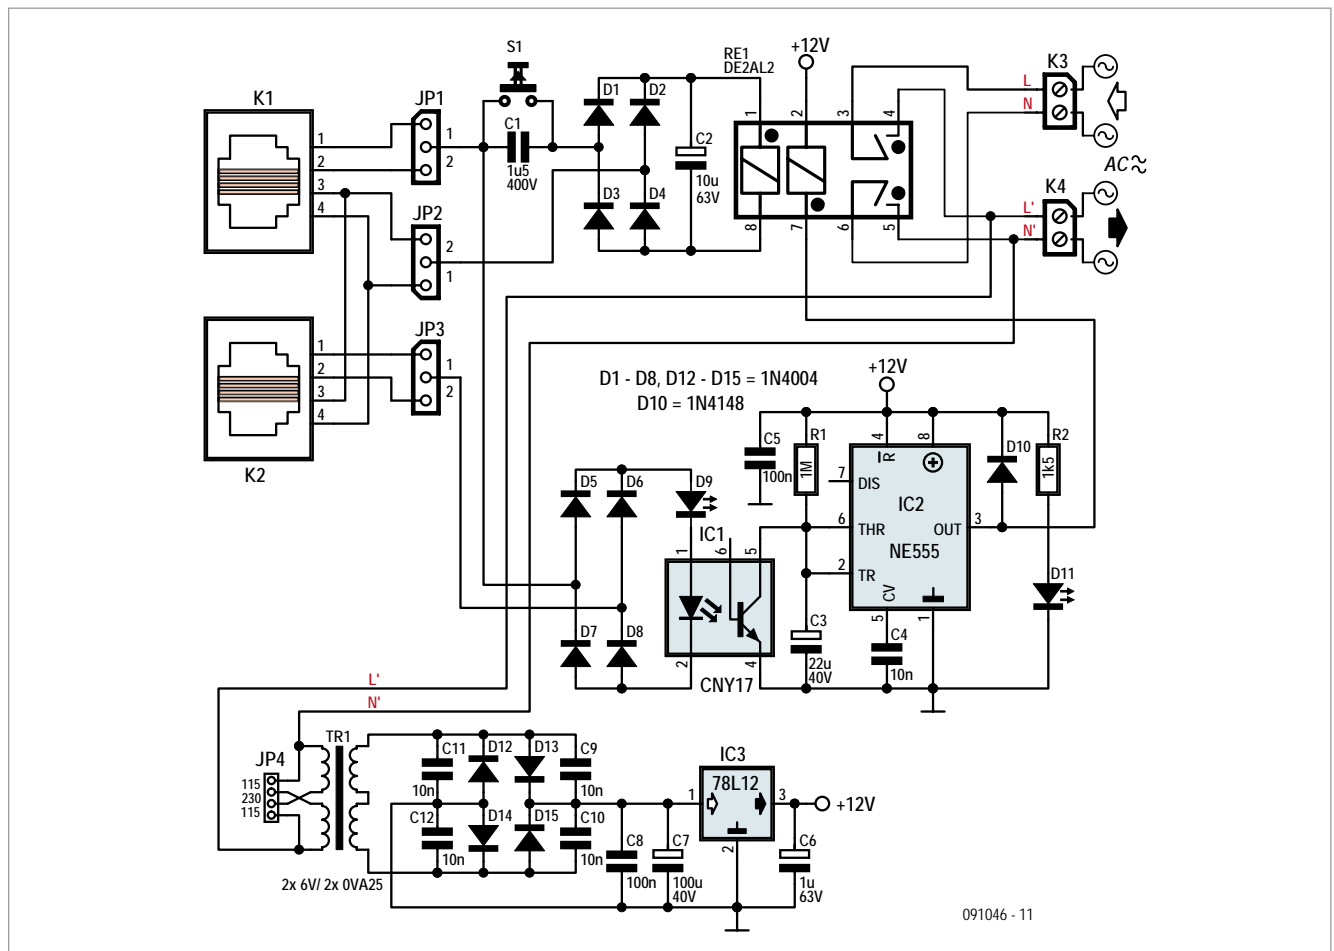 S1
K1
JP1
1
2
3
4
1
2
C1
1u5
400V
D1
D2
D3
D4
C2
10u
63V
RE1
DE2AL2
+12V
1
2
3
4
8
7
6
5
L
N
K3
AC
K4
L'
N'
JP2
2
1
K2
1
2
3
4
JP3
1
2
D1 - D8, D12 - D15 = 1N4004
D10 = 1N4148
D5
D6
D7
D8
D9
IC1
1
6
5
2
4
CNY17
C5
100n
R1
1M
+12V
4
8
R
7
DIS
IC2
NE555
6
THR
OUT
3
2
TR
CV
5
1
D10
R2
1k5
D11
C3
22u
40V
C4
10n
L'
N'
JP4
115
230
115
TR1
2x 6V/ 2x 0VA25
C11
10n
D12
D13
C9
10n
C12
10n
D14
D15
C10
10n
C8
100n
C7
100u
40V
IC3
78L12
1
3
2
+12V
C6
1u
63V
091046 - 11